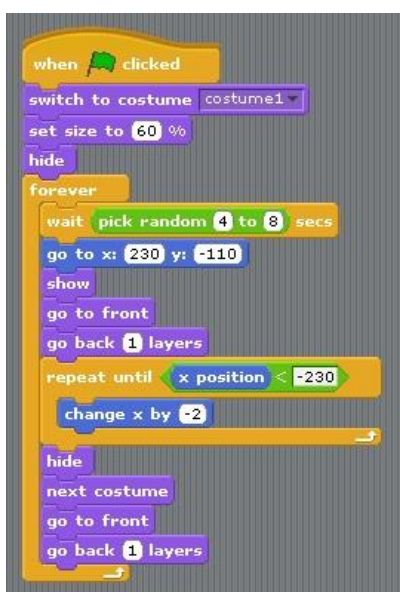 when clicked
switch to costume costume1
set size to 60 %
hide
forever
wait pick random 4 to 8 secs
go to x: 230 y: -110
show
go to front
go back 1 layers
repeat until x position < -230
change x by -2
hide
next costume
go to front
go back 1 layers